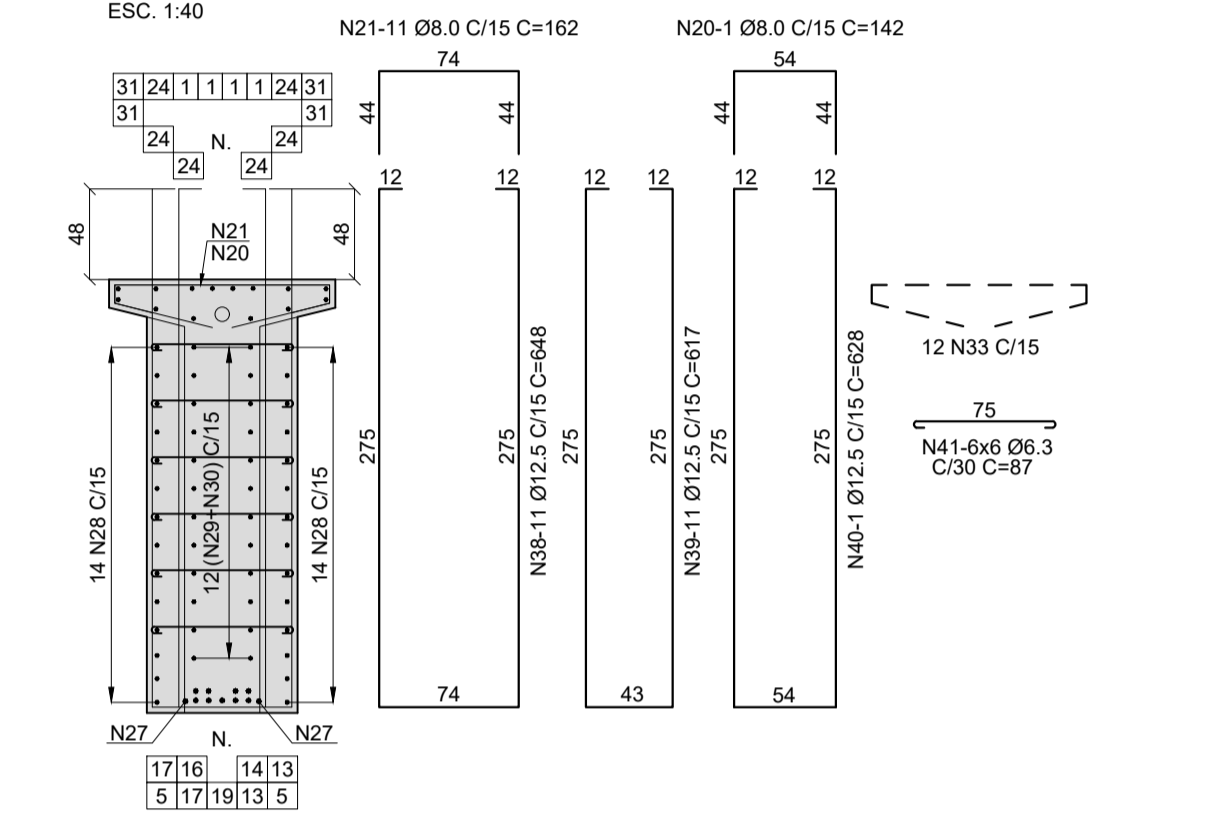 ESC. 1:40
N21-11 Ø8.0 C/15 C=162
N20-1 Ø8.0 C/15 C=142
74
54
31 24 1 1 1 1 24 31
31 31
24 N. 24
24 24
44
44
44
44
12
12
12
12
12
12
48
48
N21
N20
14 N28 C/15
12 (N29+N30) C/15
14 N28 C/15
275
275
N38-11 Ø12.5 C/15 C=648
275
275
N39-11 Ø12.5 C/15 C=617
275
275
N40-1 Ø12.5 C/15 C=628
12 N33 C/15
75
N41-6x6 Ø6.3
C/30 C=87
74
43
54
N27
N.
N27
17 16 14 13
5 17 19 13 5